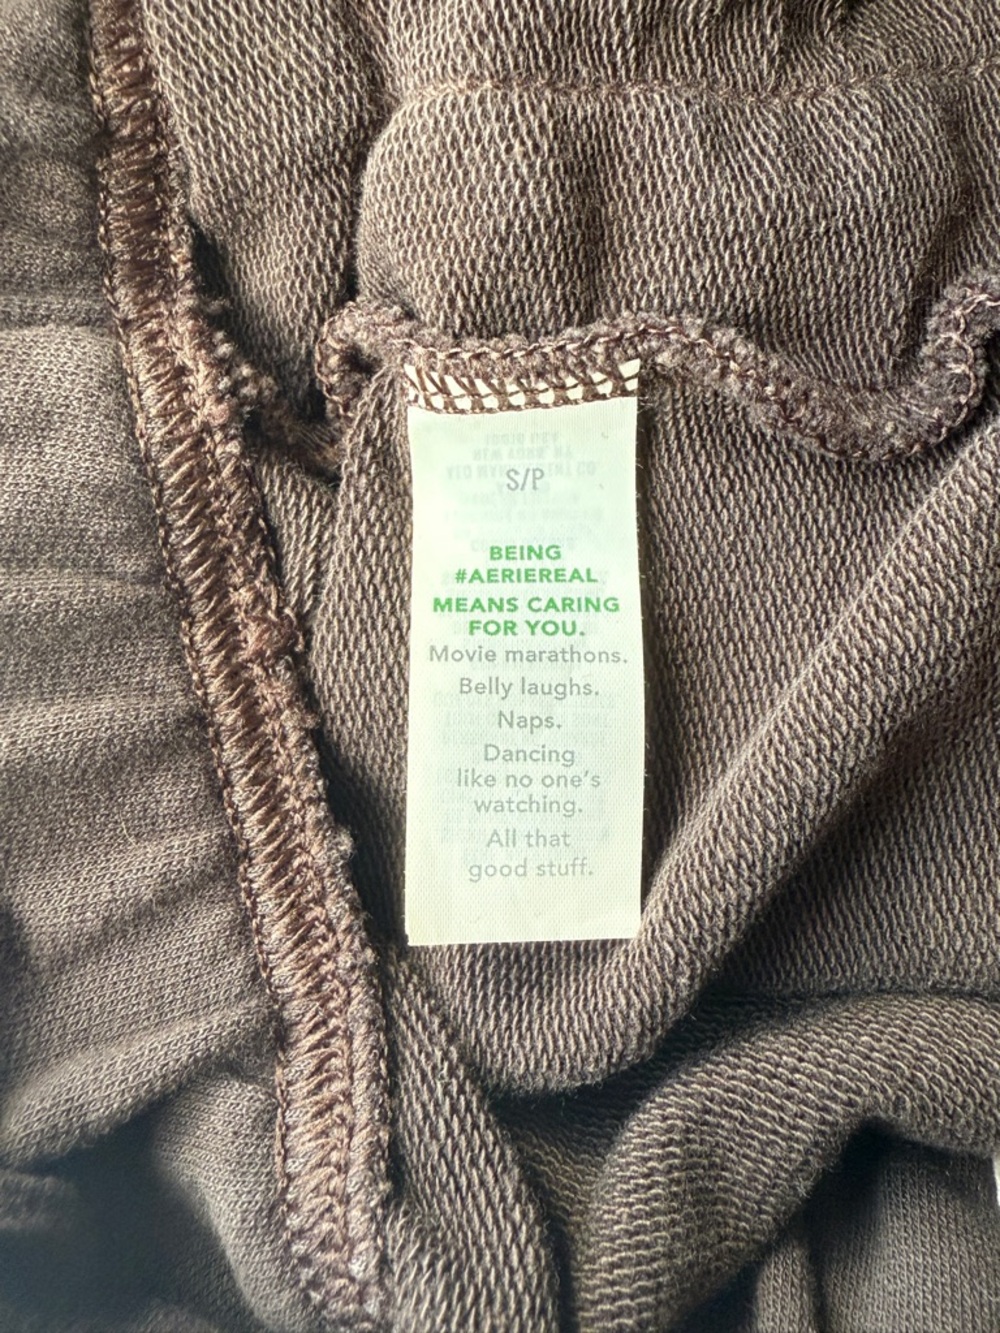 S/P
BEING
#AERIEREAL
MEANS CARING
FOR YOU.
Movie marathons.
Belly laughs.
Naps.
Dancing
like no one's
watching.
All that
good stuff.